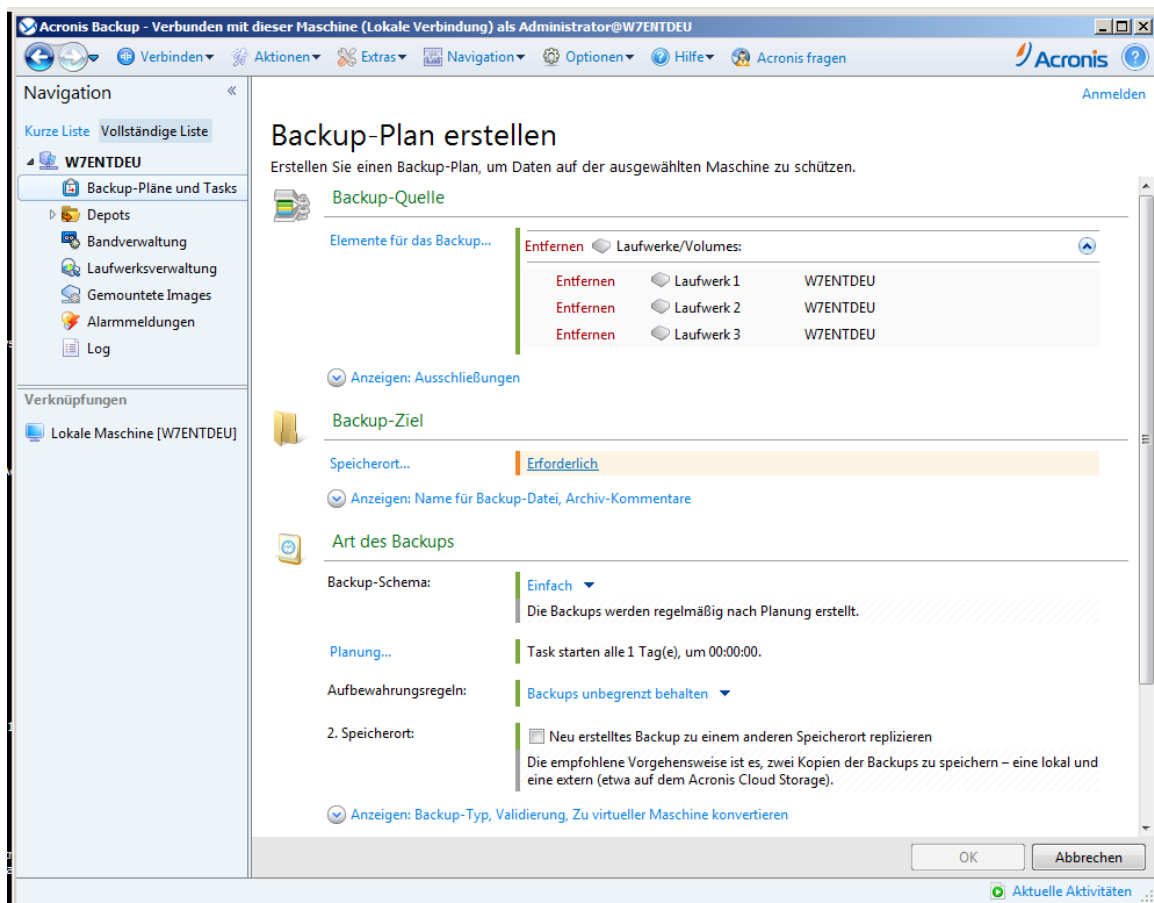 Acronis Backup - Verbunden mit dieser Maschine (Lokale Verbindung) als Administrator@W7ENTDEU
Verbinden Aktionen Extras Navigation Optionen Hilfe Acronis fragen Acronis
Navigation
Anmelden
Kurze Liste Vollständige Liste
W7ENTDEU
Backup-Pläne und Tasks
Depots
Bandverwaltung
Laufwerksverwaltung
Gemountete Images
Alarmmeldungen
Log
Verknüpfungen
Lokale Maschine [W7ENTDEU]
Backup-Plan erstellen
Erstellen Sie einen Backup-Plan, um Daten auf der ausgewählten Maschine zu schützen.
Backup-Quelle
Elemente für das Backup... Entfernen Laufwerke/Volumes:
Entfernen Laufwerk 1 W7ENTDEU
Entfernen Laufwerk 2 W7ENTDEU
Entfernen Laufwerk 3 W7ENTDEU
Anzeigen: Ausschließungen
Backup-Ziel
Speicherort... Erforderlich
Anzeigen: Name für Backup-Datei, Archiv-Kommentare
Art des Backups
Backup-Schema: Einfach
Die Backups werden regelmäßig nach Planung erstellt.
Planung... Task starten alle 1 Tag(e), um 00:00:00.
Aufbewahrungsregeln: Backups unbegrenzt behalten
2. Speicherort: Neu erstelltes Backup zu einem anderen Speicherort replizieren
Die empfohlene Vorgehensweise ist es, zwei Kopien der Backups zu speichern – eine lokal und
eine extern (etwa auf dem Acronis Cloud Storage).
Anzeigen: Backup-Typ, Validierung, Zu virtueller Maschine konvertieren
OK Abbrechen
Aktuelle Aktivitäten